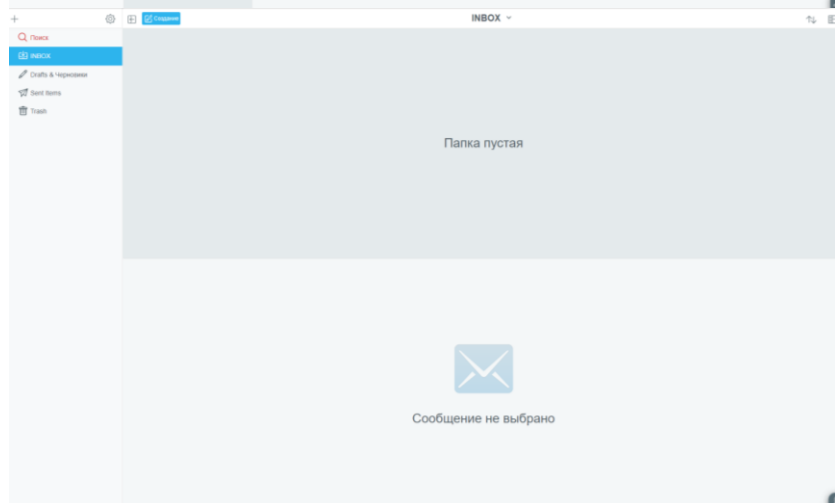 Создание
INBOX
Поиск
INBOX
Drafts & Черновики
Sent Items
Trash
Папка пустая
Сообщение не выбрано